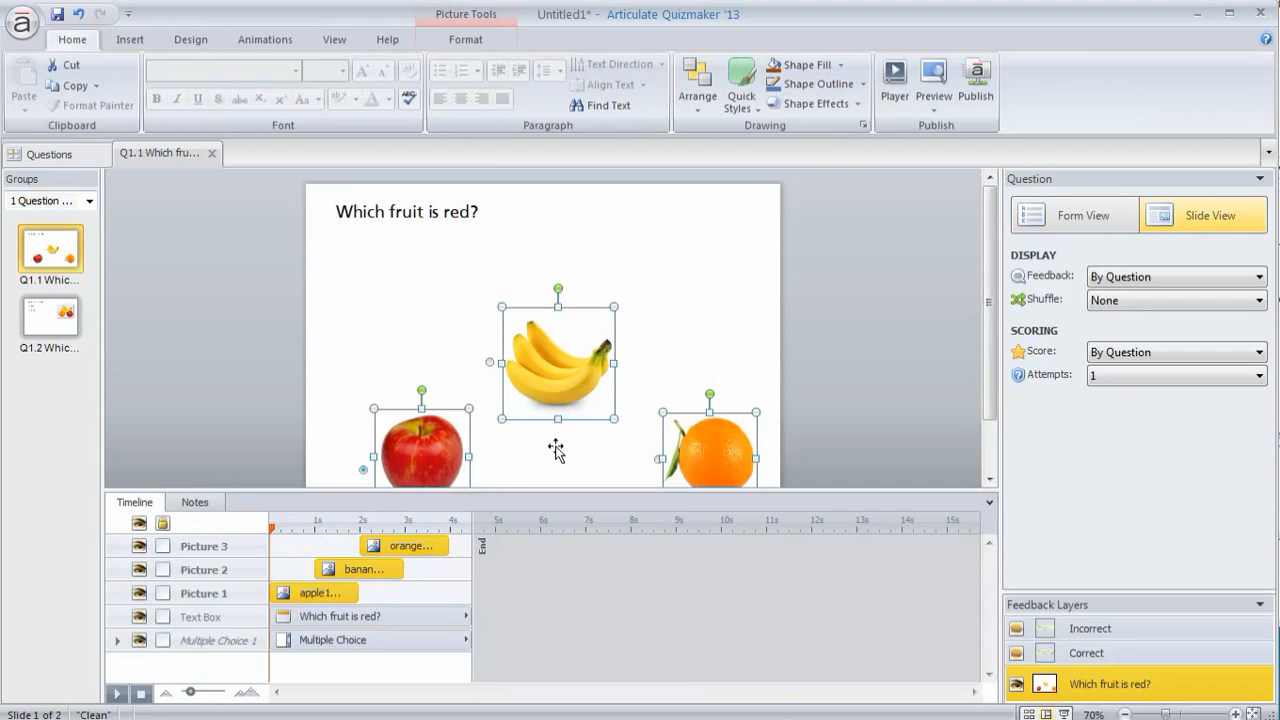 Picture Tools
Untitled1* - Articulate Quizmaker '13
Home Insert Design Animations View Help Format
Paste
Cut
Copy
Format Painter
Clipboard
B I U S abc X₂ X² Aa
Font
Text Direction
Align Text
Find Text
Paragraph
Arrange
Quick Styles
Shape Fill
Shape Outline
Shape Effects
Drawing
Player Preview Publish
Publish
Questions
Q1.1 Which fru...
Groups
1 Question ...
Q1.1 Whic...
Q1.2 Whic...
Which fruit is red?
Question
Form View Slide View
DISPLAY
Feedback: By Question
Shuffle: None
SCORING
Score: By Question
Attempts: 1
Timeline Notes
1s 2s 3s 4s 5s 6s 7s 8s 9s 10s 11s 12s 13s 14s 15s
Picture 3 orange...
Picture 2 banan...
Picture 1 apple1...
Text Box Which fruit is red?
Multiple Choice 1 Multiple Choice
End
Feedback Layers
Incorrect
Correct
Which fruit is red?
Slide 1 of 2 "Clean" 70%